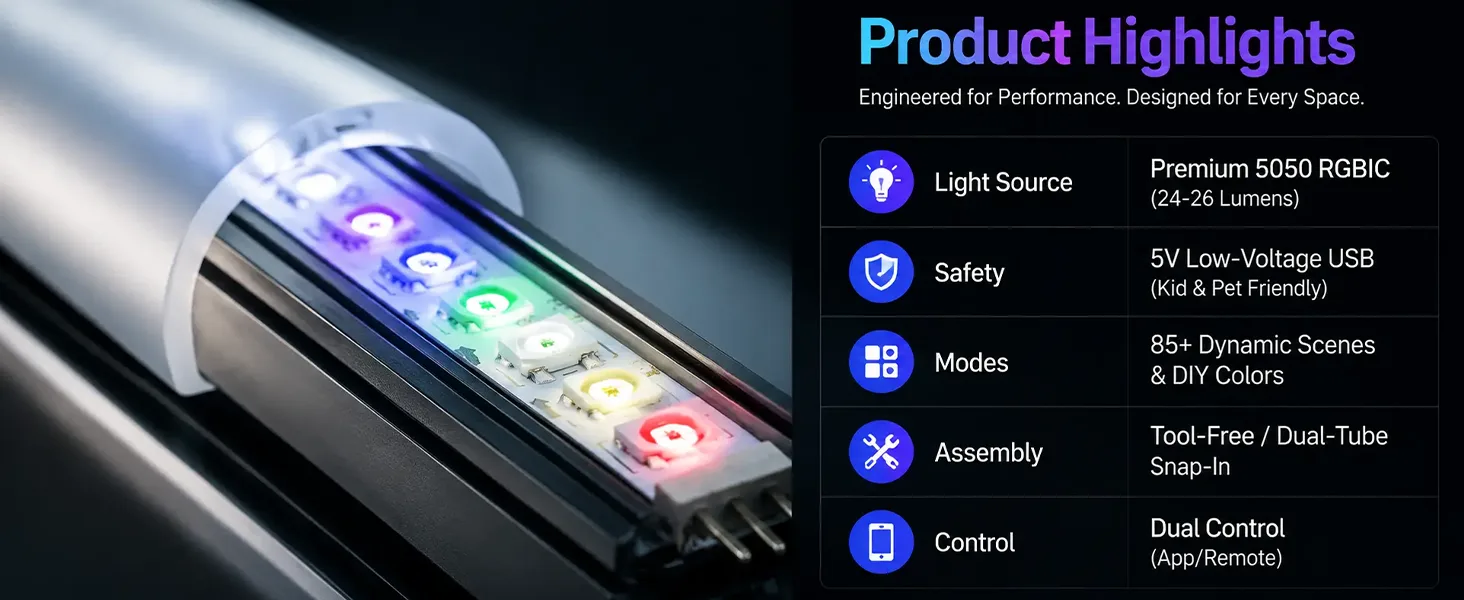 Product Highlights
Engineered for Performance. Designed for Every Space.
Light Source
Premium 5050 RGBIC
(24-26 Lumens)
Safety
5V Low-Voltage USB
(Kid & Pet Friendly)
Modes
85+ Dynamic Scenes
& DIY Colors
Assembly
Tool-Free / Dual-Tube
Snap-In
Control
Dual Control
(App/Remote)